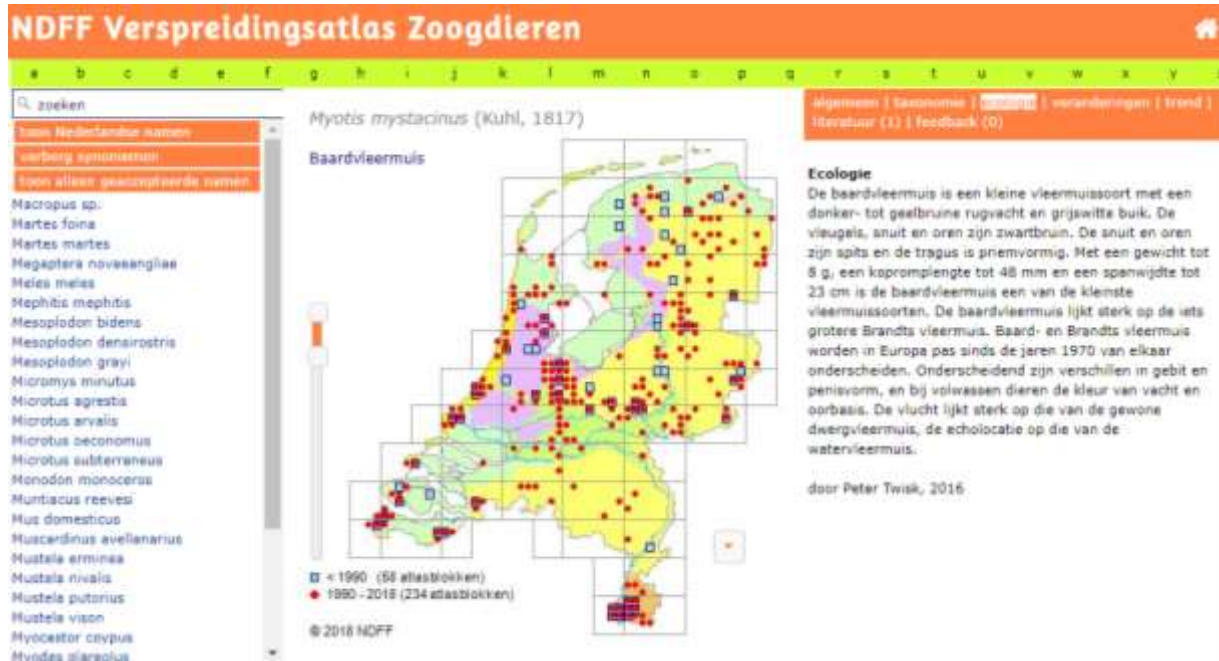 NDFF Verspreidingsatlas Zoogdieren
a b c d e f g h i j k l m n o p q r s t u v w x y
zoeken
toon Nederlandse namen
verberg synoniemen
toon alleen geaccepteerde namen
Macropus sp.
Martes foina
Martes martes
Megaptera novaeangliae
Meles meles
Mephitis mephitis
Mesoplodon bidens
Mesoplodon densirostris
Mesoplodon grayi
Micromys minutus
Microtus agrestis
Microtus arvalis
Microtus oeconomus
Microtus subterraneus
Monodon monoceros
Muntiacus reevesi
Mus domesticus
Muscardinus avellanarius
Mustela erminea
Mustela nivalis
Mustela putorius
Mustela vison
Myocastor coypus
Myodes glareolus
Myotis mystacinus (Kuhl, 1817)
Baardvleermuis
< 1990 (58 atlasblokken)
1990 - 2018 (234 atlasblokken)
© 2018 NDFF
algemeen | taxonomie | ecologie | veranderingen | trend |
literatuur (1) | feedback (0)
Ecologie
De baardvleermuis is een kleine vleermuissoort met een
donker- tot geelbruine rugvacht en grijswitte buik. De
vleugels, snuit en oren zijn zwartbruin. De snuit en oren
zijn spits en de tragus is priemvormig. Met een gewicht tot
8 g, een kopromplengte tot 48 mm en een spanwijdte tot
23 cm is de baardvleermuis een van de kleinste
vleermuissoorten. De baardvleermuis lijkt sterk op de iets
grotere Brandts vleermuis. Baard- en Brandts vleermuis
worden in Europa pas sinds de jaren 1970 van elkaar
onderscheiden. Onderscheidend zijn verschillen in gebit en
penisvorm, en bij volwassen dieren de kleur van vacht en
oorbasis. De vlucht lijkt sterk op die van de gewone
dwergvleermuis, de echolocatie op die van de
watervleermuis.
door Peter Twisk, 2016